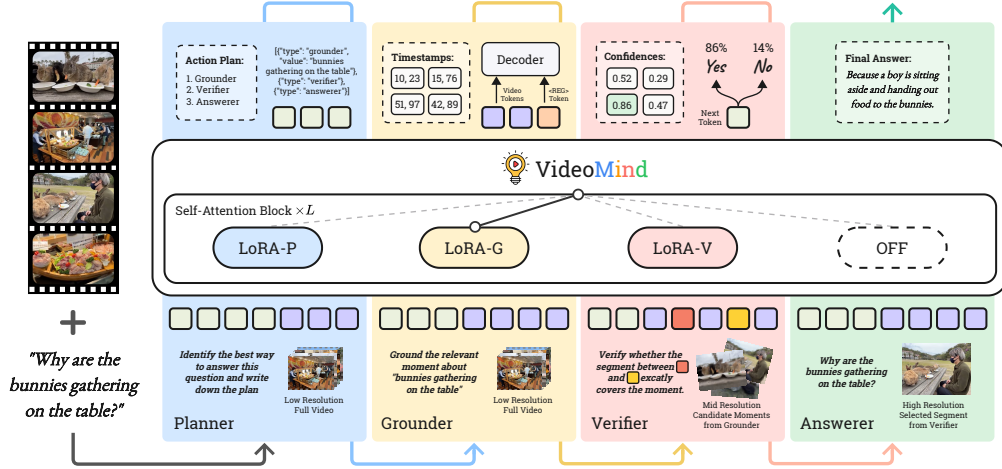 Action Plan:
1. Grounder
2. Verifier
3. Answerer
[{"type": "grounder",
"value": "bunnies
gathering on the table"},
{"type": "verifier"},
{"type": "answerer"}]
Timestamps:
10, 23
15, 76
51, 97
42, 89
Decoder
Video
Tokens
<REG>
Token
Confidences:
0.52
0.29
0.86
0.47
86%
Yes
14%
No
Next
Token
Final Answer:
Because a boy is sitting
aside and handing out
food to the bunnies.
VideoMind
Self-Attention Block ×L
LoRA-P
LoRA-G
LoRA-V
OFF
+
"Why are the
bunnies gathering
on the table?"
Identify the best way
to answer this
question and write
down the plan
Low Resolution
Full Video
Planner
Ground the relevant
moment about
"bunnies gathering
on the table"
Low Resolution
Full Video
Grounder
Verify whether the
segment between
and excatly
covers the moment.
Mid Resolution
Candidate Moments
from Grounder
Verifier
Why are the
bunnies gathering
on the table?
High Resolution
Selected Segment
from Verifier
Answerer